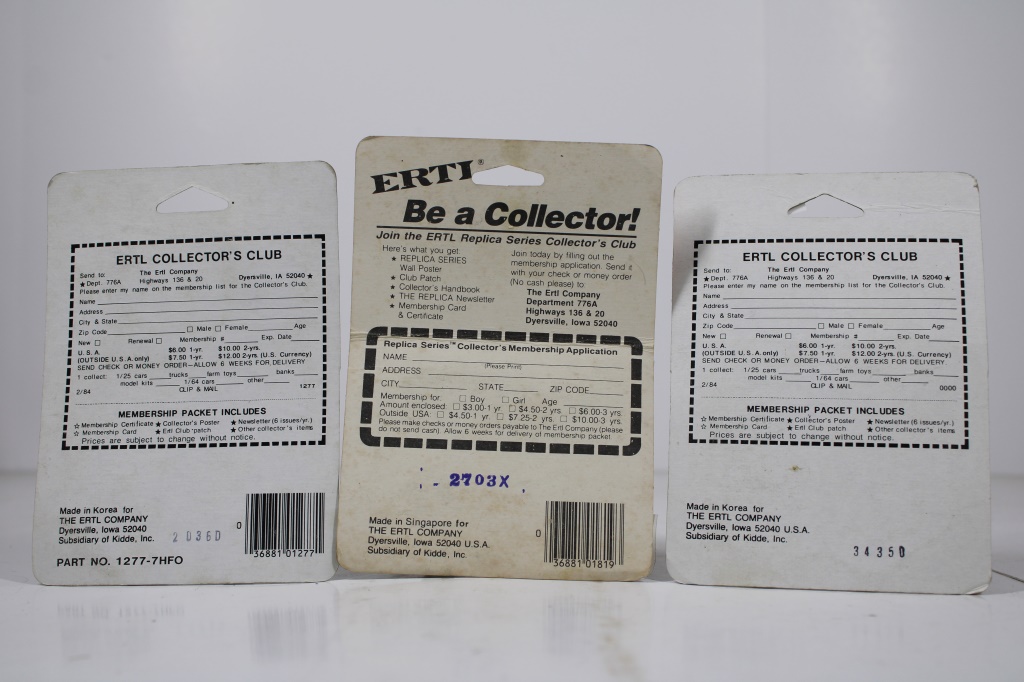 ERTL COLLECTOR'S CLUB
Send to: The Ertl Company
★Dept. 776A Highways 136 & 20 Dyersville, IA 52040 ★
Please enter my name on the membership list for the Collector's Club.
Name
Address
City & State
Zip Code □ Male □ Female Age
New □ Renewal □ Membership # Exp. Date
U.S.A. $6.00 1-yr. $10.00 2-yrs.
(OUTSIDE U.S.A. only) $7.50 1-yr. $12.00 2-yrs. (U.S. Currency)
SEND CHECK OR MONEY ORDER—ALLOW 6 WEEKS FOR DELIVERY
1 collect: 1/25 cars trucks farm toys banks
model kits 1/64 cars other
2/84 CLIP & MAIL 1277
MEMBERSHIP PACKET INCLUDES
☆ Membership Certificate ★ Collector's Poster ★ Newsletter (6 issues/yr.)
☆ Membership Card ★ Ertl Club patch ★ Other collector's items
Prices are subject to change without notice.
Made in Korea for
THE ERTL COMPANY
Dyersville, Iowa 52040
Subsidiary of Kidde, Inc.
2036D
PART NO. 1277-7HFO
0
36881 01277
ERTL®
Be a Collector!
Join the ERTL Replica Series Collector's Club
Here's what you get:
★ REPLICA SERIES
Wall Poster
★ Club Patch
★ Collector's Handbook
★ THE REPLICA Newsletter
★ Membership Card
& Certificate
Join today by filling out the
membership application. Send it
with your check or money order
(No cash please) to:
The Ertl Company
Department 776A
Highways 136 & 20
Dyersville, Iowa 52040
Replica Series™ Collector's Membership Application
NAME
(Please Print)
ADDRESS
CITY STATE ZIP CODE
Membership for: □ Boy □ Girl Age
Amount enclosed: □ $3.00-1 yr. □ $4.50-2 yrs □ $6.00-3 yrs
Outside USA: □ $4.50-1 yr. □ $7.25-2 yrs □ $10.00-3 yrs.
Please make checks or money orders payable to The Ertl Company (please
do not send cash). Allow 6 weeks for delivery of membership packet
2703X
Made in Singapore for
THE ERTL COMPANY
Dyersville, Iowa 52040 U.S.A.
Subsidiary of Kidde, Inc.
0
36881 01819
ERTL COLLECTOR'S CLUB
Send to: The Ertl Company
★Dept. 776A Highways 136 & 20 Dyersville, IA 52040 ★
Please enter my name on the membership list for the Collector's Club.
Name
Address
City & State
Zip Code □ Male □ Female Age
New □ Renewal □ Membership # Exp. Date
U.S.A. $6.00 1-yr. $10.00 2-yrs.
(OUTSIDE U.S.A. only) $7.50 1-yr. $12.00 2-yrs. (U.S. Currency)
SEND CHECK OR MONEY ORDER—ALLOW 6 WEEKS FOR DELIVERY
1 collect: 1/25 cars trucks farm toys banks
model kits 1/64 cars other
2/84 CLIP & MAIL 0000
MEMBERSHIP PACKET INCLUDES
☆ Membership Certificate ★ Collector's Poster ★ Newsletter (6 issues/yr.)
☆ Membership Card ★ Ertl Club patch ★ Other collector's items
Prices are subject to change without notice.
Made in Korea for
THE ERTL COMPANY
Dyersville, Iowa 52040 U.S.A.
Subsidiary of Kidde, Inc.
3435D